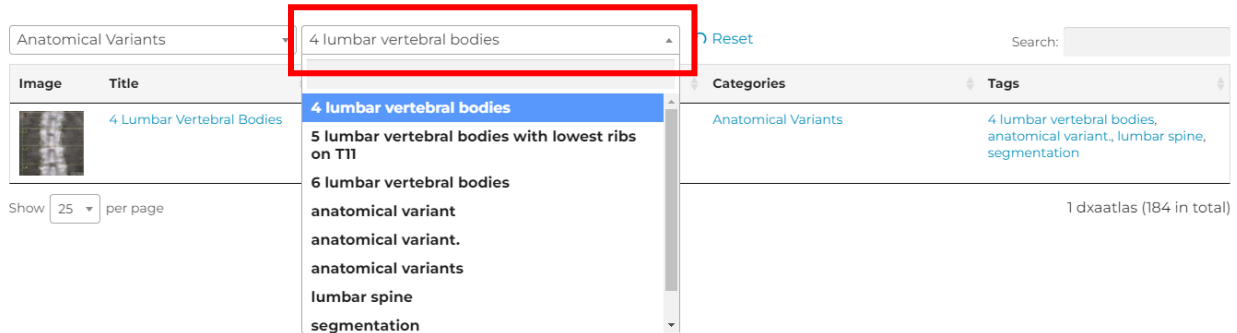 Anatomical Variants
4 lumbar vertebral bodies
Reset
Search:
Image
Title
Categories
Tags
4 Lumbar Vertebral Bodies
4 lumbar vertebral bodies
5 lumbar vertebral bodies with lowest ribs
on T11
6 lumbar vertebral bodies
anatomical variant
anatomical variant.
anatomical variants
lumbar spine
segmentation
Anatomical Variants
4 lumbar vertebral bodies,
anatomical variant., lumbar spine,
segmentation
Show 25 per page
1 dxaatlas (184 in total)